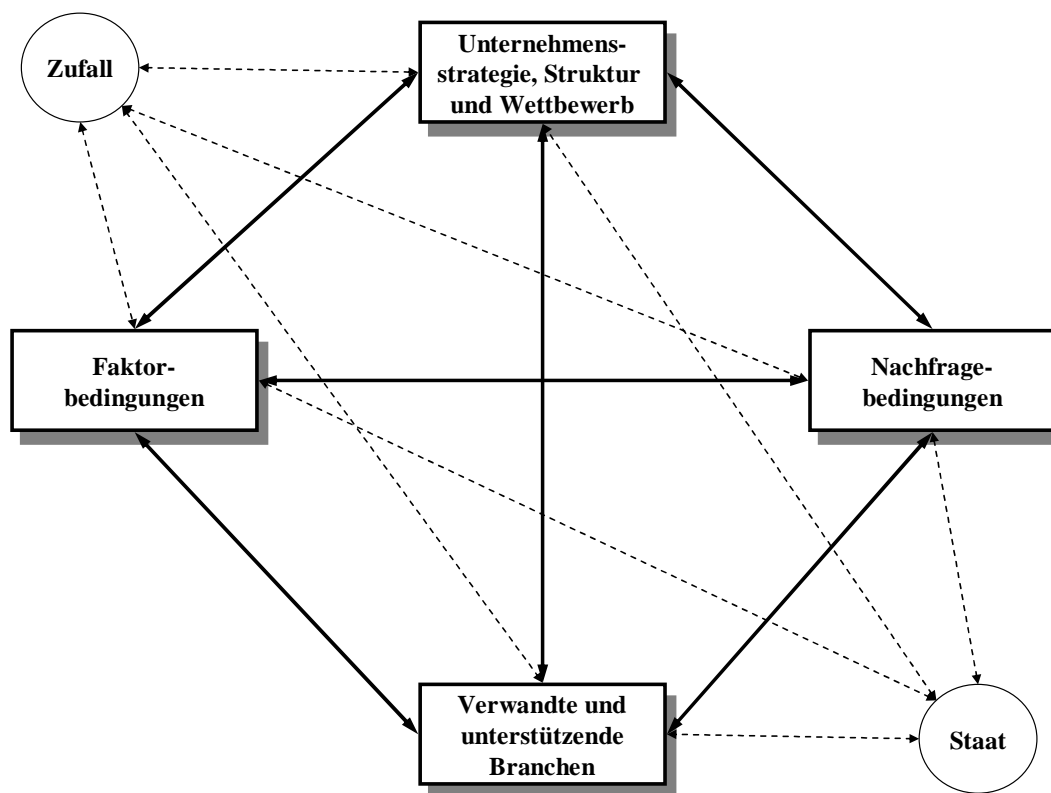 Zufall
Unternehmens-
strategie, Struktur
und Wettbewerb
Faktor-
bedingungen
Nachfrage-
bedingungen
Verwandte und
unterstützende
Branchen
Staat